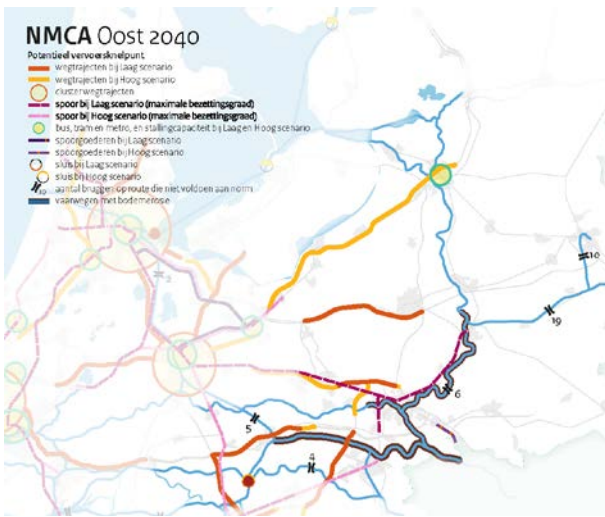 NMCA Oost 2040
Potentieel vervoersknelpunt
wegtrajecten bij Laag scenario
wegtrajecten bij Hoog scenario
cluster wegtrajecten
spoor bij Laag scenario (maximale bezettingsgraad)
spoor bij Hoog scenario (maximale bezettingsgraad)
bus, tram en metro, en stallingcapaciteit bij Laag en Hoog scenario
spoorgoederen bij Laag scenario
spoorgoederen bij Hoog scenario
sluis bij Laag scenario
sluis bij Hoog scenario
19 aantal bruggen op route die niet voldoen aan norm
vaarwegen met bodemerosie
2
10
19
6
5
4